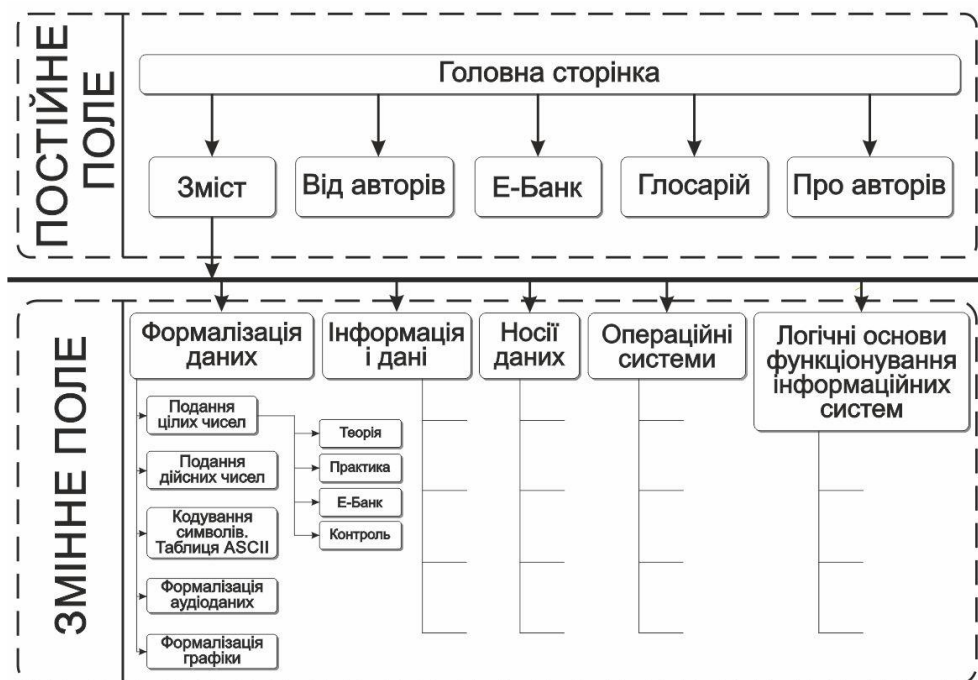 ПОСТІЙНЕ
ПОЛЕ
Головна сторінка
Зміст
Від авторів
Е-Банк
Глосарій
Про авторів
ЗМІННЕ ПОЛЕ
Формалізація
даних
Інформація
і дані
Носії
даних
Операційні
системи
Логічні основи
функціонування
інформаційних
систем
Подання
цілих чисел
Подання
дійсних чисел
Кодування
символів.
Таблиця ASCII
Формалізація
аудіоданих
Формалізація
графіки
Теорія
Практика
Е-Банк
Контроль